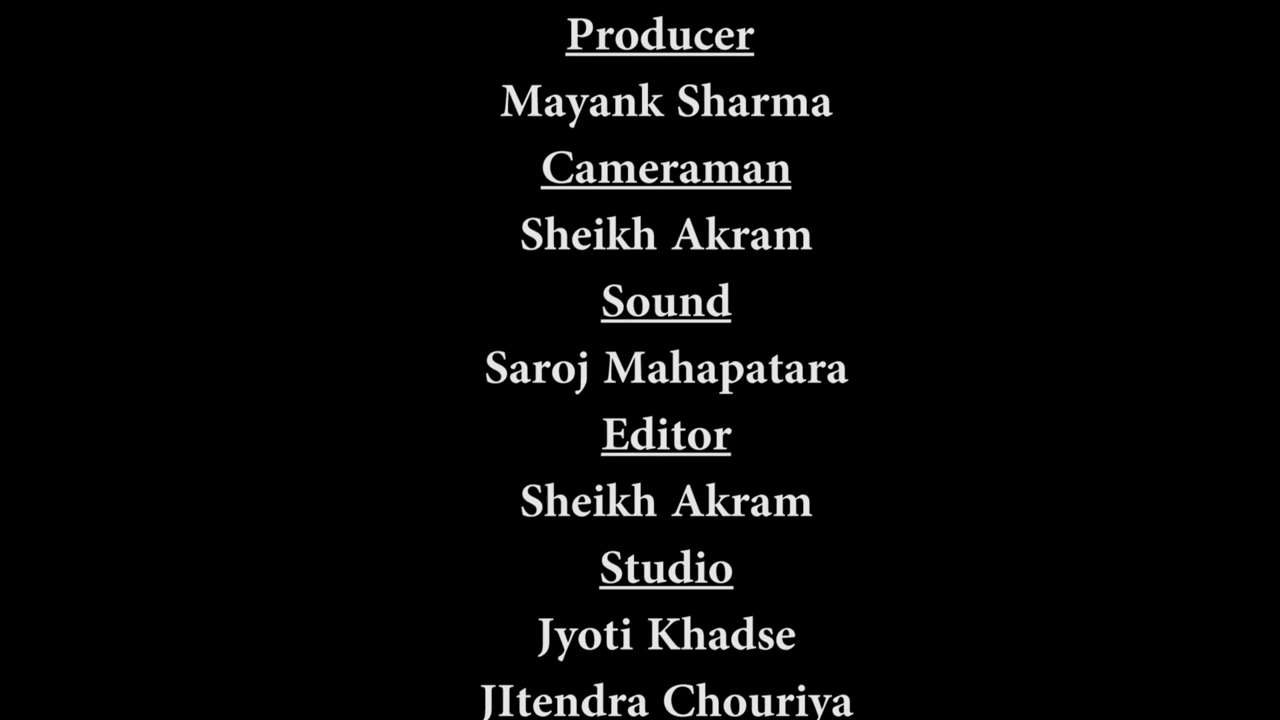 Producer
Mayank Sharma
Cameraman
Sheikh Akram
Sound
Saroj Mahapatara
Editor
Sheikh Akram
Studio
Jyoti Khadse
JItendra Chouriya